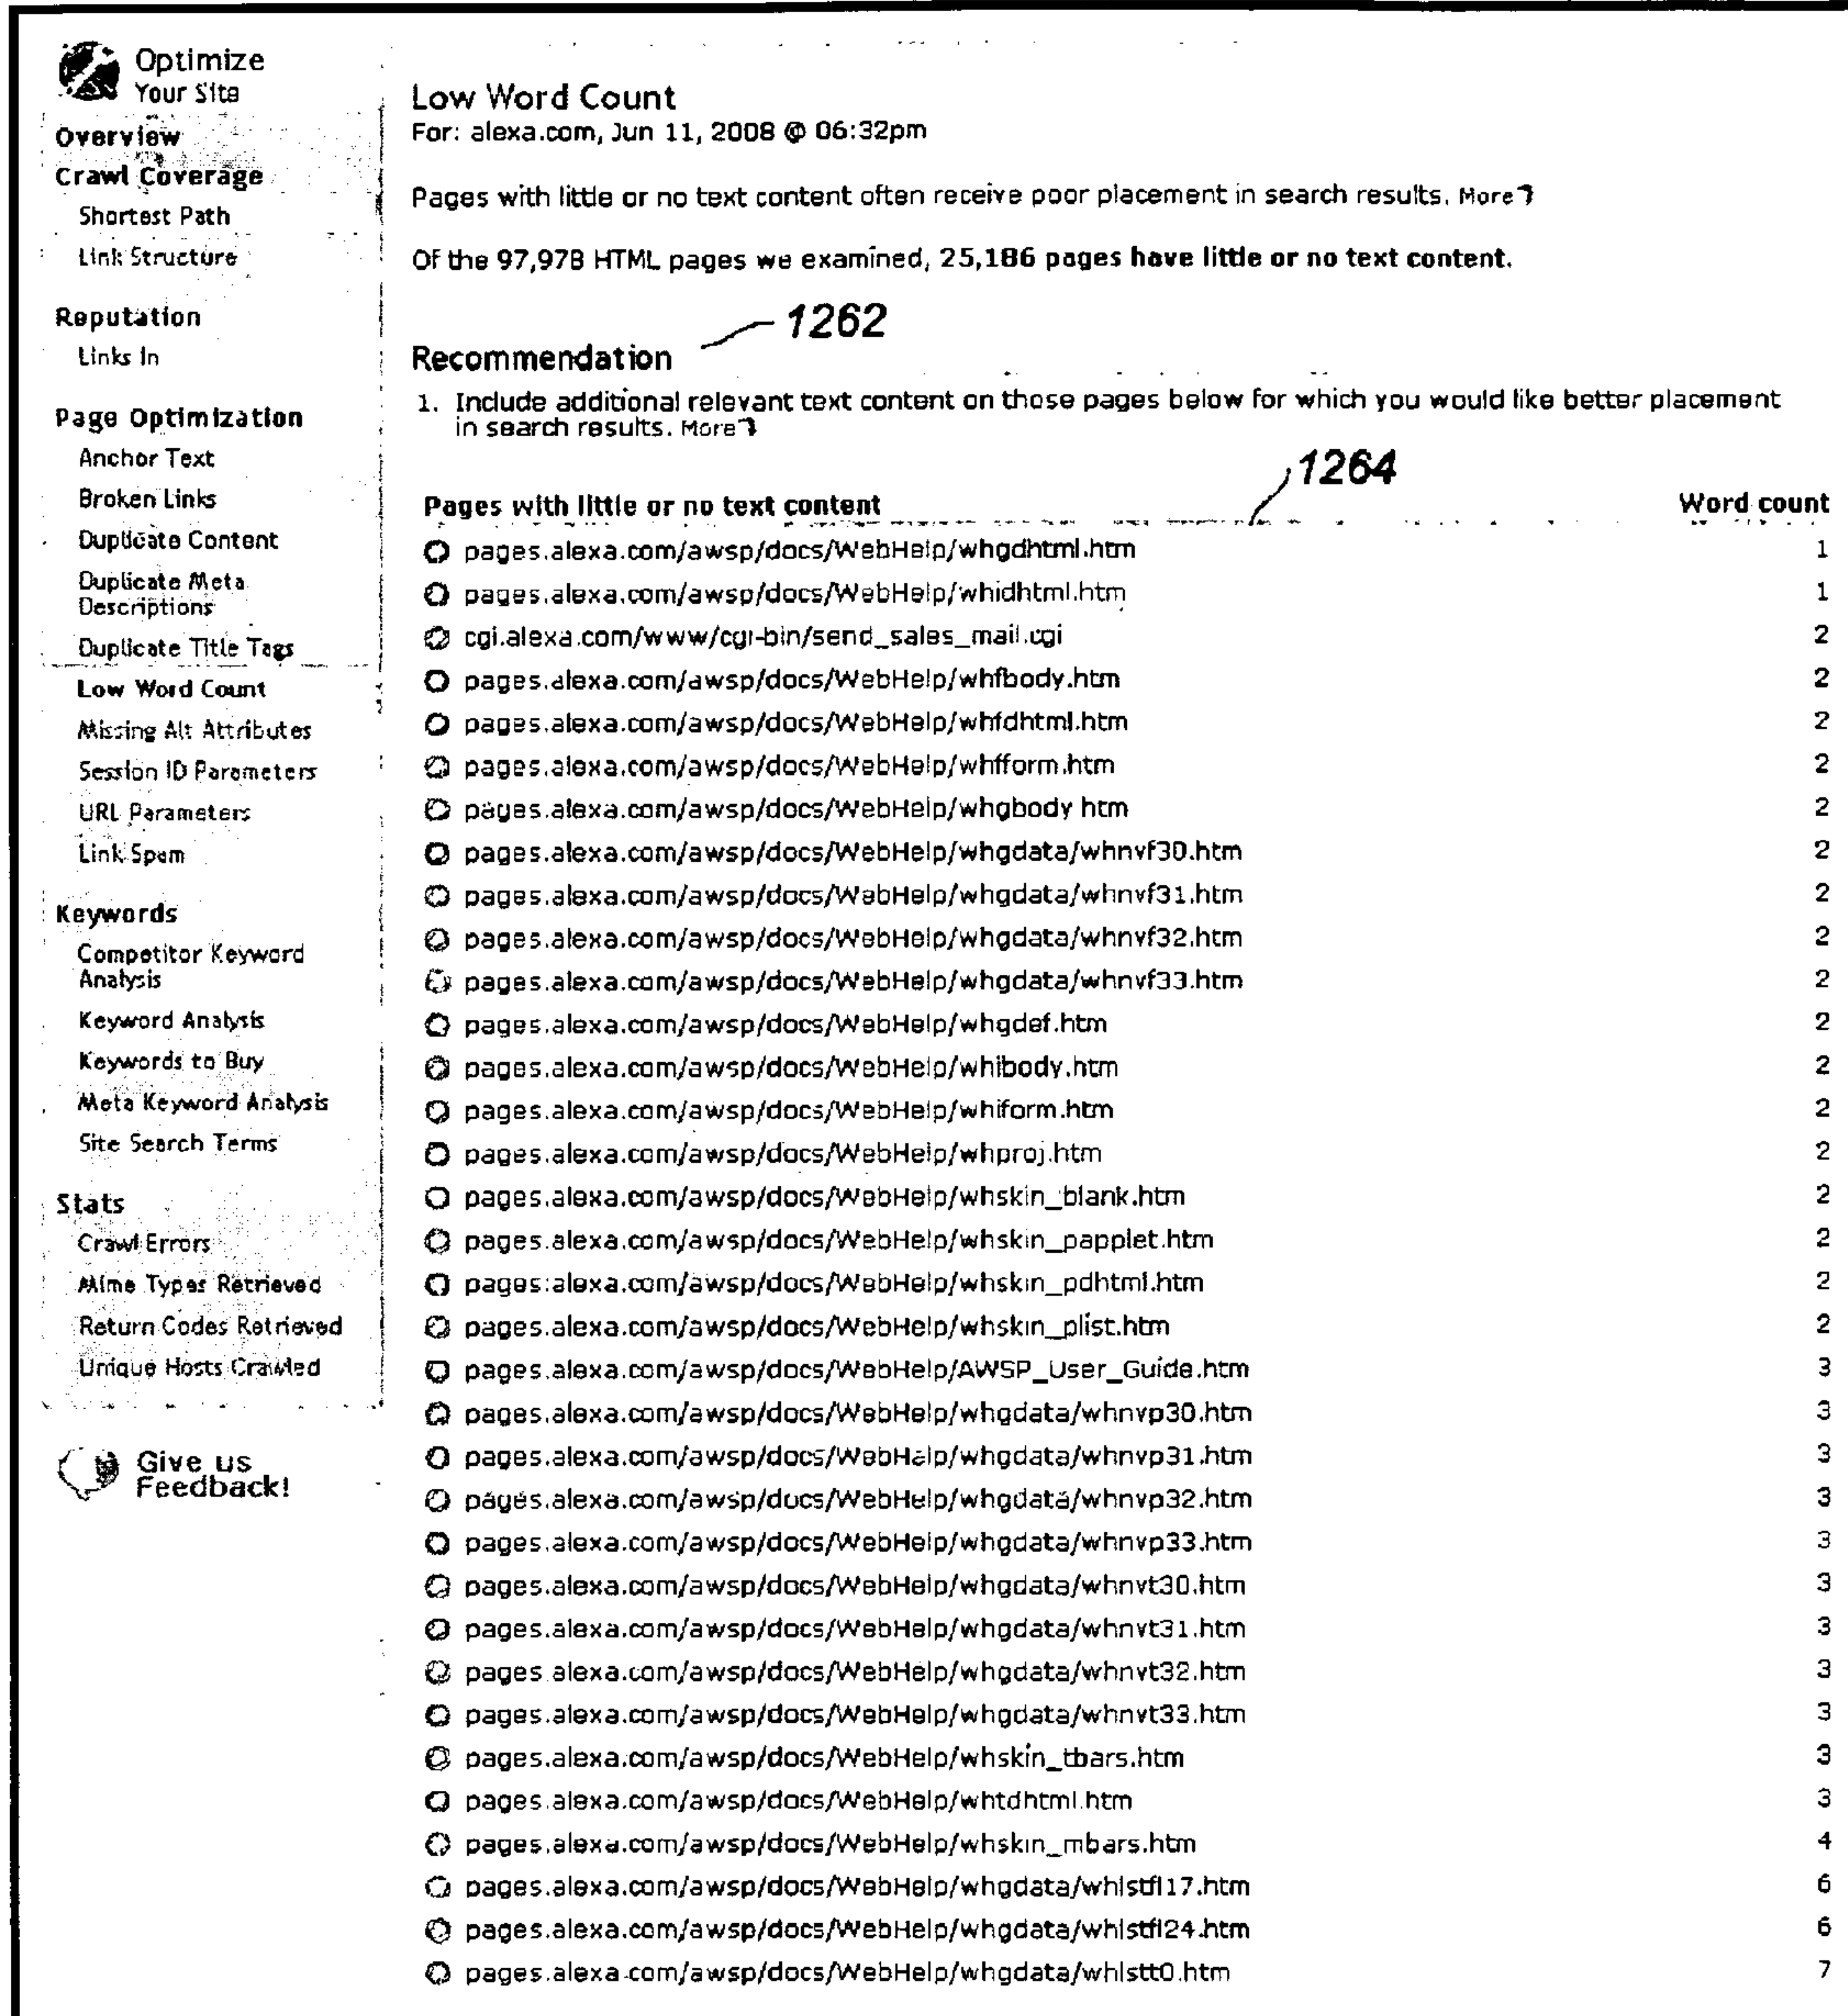 Optimize
Your Site
Overview
Crawl Coverage
Shortest Path
Link Structure
Reputation
Links In
Page Optimization
Anchor Text
Broken Links
Duplicate Content
Duplicate Meta
Descriptions
Duplicate Title Tags
Low Word Count
Missing Alt Attributes
Session ID Parameters
URL Parameters
Link Spam
Keywords
Competitor Keyword
Analysis
Keyword Analysis
Keywords to Buy
Meta Keyword Analysis
Site Search Terms
Stats
Crawl Errors
Mime Types Retrieved
Return Codes Retrieved
Unique Hosts Crawled
Give us
Feedback!
Low Word Count
For: alexa.com, Jun 11, 2008 @ 06:32pm
Pages with little or no text content often receive poor placement in search results. More
Of the 97,978 HTML pages we examined, 25,186 pages have little or no text content.
1262
Recommendation
1. Include additional relevant text content on those pages below for which you would like better placement
in search results. More
1264
Pages with little or no text content Word count
pages.alexa.com/awsp/docs/WebHelp/whgdhtml.htm 1
pages.alexa.com/awsp/docs/WebHelp/whidhtml.htm 1
cgi.alexa.com/www/cgi-bin/send_sales_mail.cgi 2
pages.alexa.com/awsp/docs/WebHelp/whfbody.htm 2
pages.alexa.com/awsp/docs/WebHelp/whfdhtml.htm 2
pages.alexa.com/awsp/docs/WebHelp/whfform.htm 2
pages.alexa.com/awsp/docs/WebHelp/whgbody.htm 2
pages.alexa.com/awsp/docs/WebHelp/whgdata/whnvf30.htm 2
pages.alexa.com/awsp/docs/WebHelp/whgdata/whnvf31.htm 2
pages.alexa.com/awsp/docs/WebHelp/whgdata/whnvf32.htm 2
pages.alexa.com/awsp/docs/WebHelp/whgdata/whnvf33.htm 2
pages.alexa.com/awsp/docs/WebHelp/whgdef.htm 2
pages.alexa.com/awsp/docs/WebHelp/whibody.htm 2
pages.alexa.com/awsp/docs/WebHelp/whiform.htm 2
pages.alexa.com/awsp/docs/WebHelp/whproj.htm 2
pages.alexa.com/awsp/docs/WebHelp/whskin_blank.htm 2
pages.alexa.com/awsp/docs/WebHelp/whskin_papplet.htm 2
pages.alexa.com/awsp/docs/WebHelp/whskin_pdhtml.htm 2
pages.alexa.com/awsp/docs/WebHelp/whskin_plist.htm 2
pages.alexa.com/awsp/docs/WebHelp/AWSP_User_Guide.htm 3
pages.alexa.com/awsp/docs/WebHelp/whgdata/whnvp30.htm 3
pages.alexa.com/awsp/docs/WebHelp/whgdata/whnvp31.htm 3
pages.alexa.com/awsp/docs/WebHelp/whgdata/whnvp32.htm 3
pages.alexa.com/awsp/docs/WebHelp/whgdata/whnvp33.htm 3
pages.alexa.com/awsp/docs/WebHelp/whgdata/whnvt30.htm 3
pages.alexa.com/awsp/docs/WebHelp/whgdata/whnvt31.htm 3
pages.alexa.com/awsp/docs/WebHelp/whgdata/whnvt32.htm 3
pages.alexa.com/awsp/docs/WebHelp/whgdata/whnvt33.htm 3
pages.alexa.com/awsp/docs/WebHelp/whskin_tbars.htm 3
pages.alexa.com/awsp/docs/WebHelp/whtdhtml.htm 3
pages.alexa.com/awsp/docs/WebHelp/whskin_mbars.htm 4
pages.alexa.com/awsp/docs/WebHelp/whgdata/whlstfl17.htm 6
pages.alexa.com/awsp/docs/WebHelp/whgdata/whlstfl24.htm 6
pages.alexa.com/awsp/docs/WebHelp/whgdata/whlstt0.htm 7